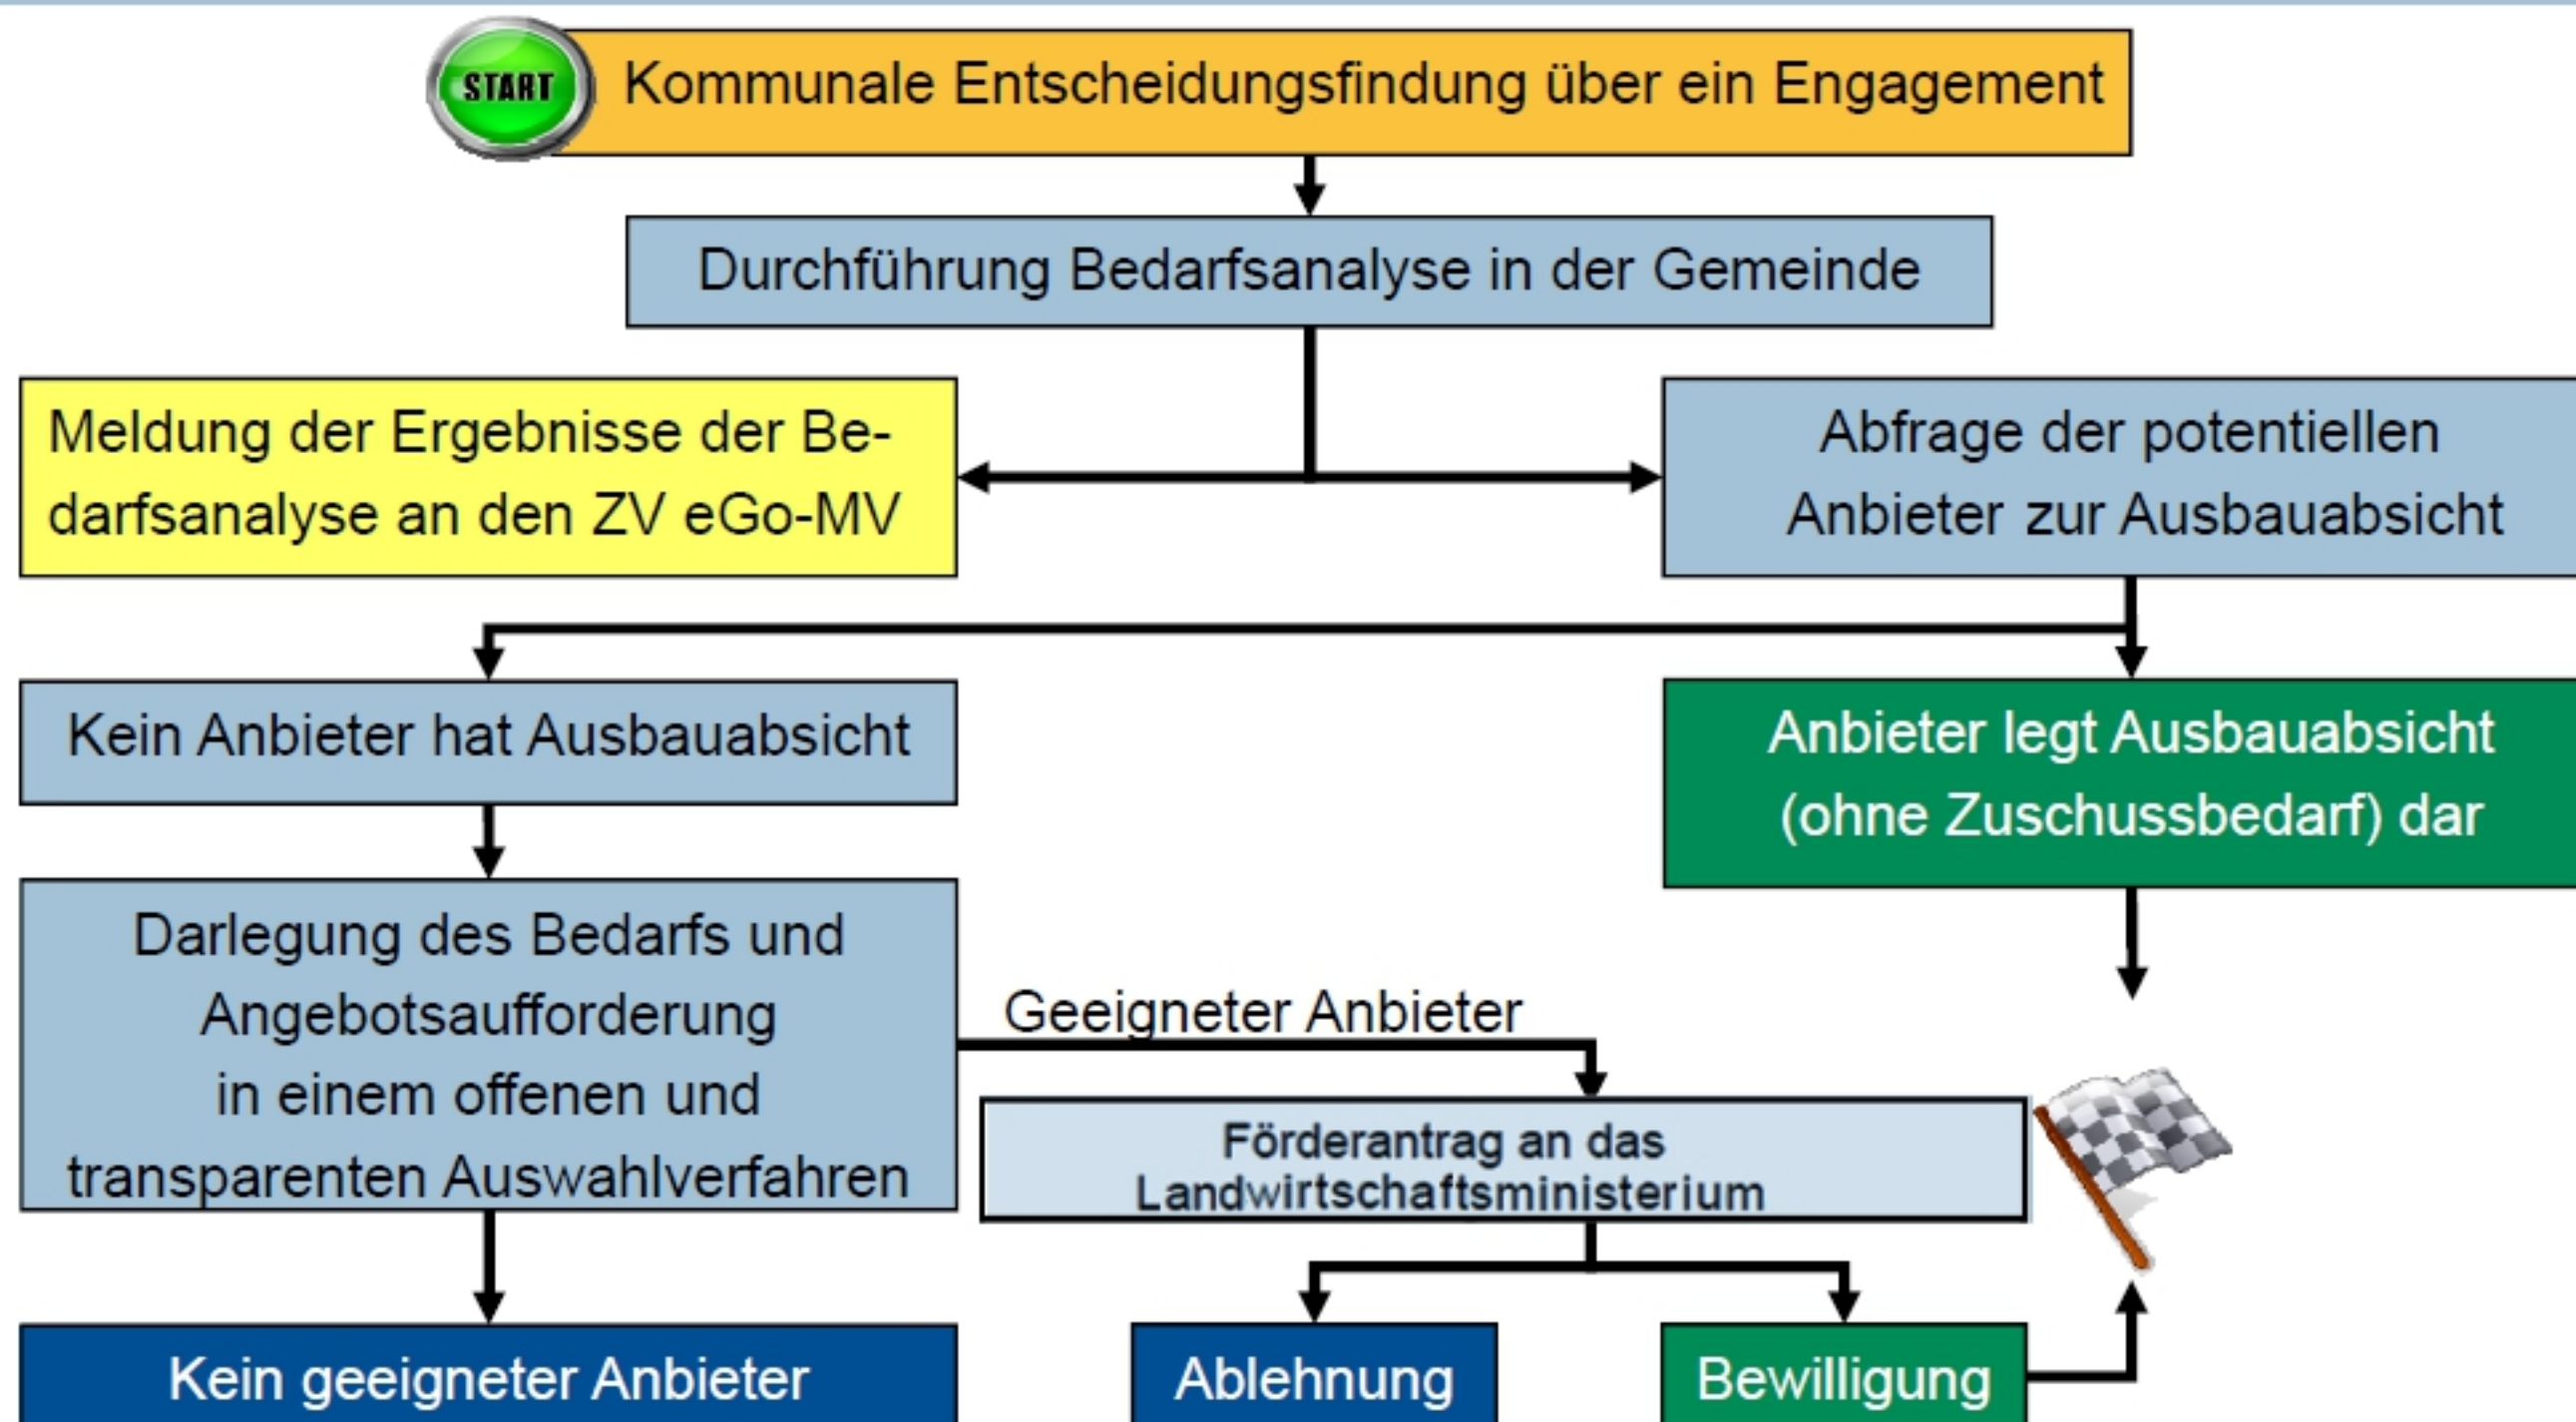 START
Kommunale Entscheidungsfindung über ein Engagement
Durchführung Bedarfsanalyse in der Gemeinde
Meldung der Ergebnisse der Be-
darfsanalyse an den ZV eGo-MV
Abfrage der potentiellen
Anbieter zur Ausbauabsicht
Kein Anbieter hat Ausbauabsicht
Anbieter legt Ausbauabsicht
(ohne Zuschussbedarf) dar
Darlegung des Bedarfs und
Angebotsaufforderung
in einem offenen und
transparenten Auswahlverfahren
Geeigneter Anbieter
Förderantrag an das
Landwirtschaftsministerium
Kein geeigneter Anbieter
Ablehnung
Bewilligung